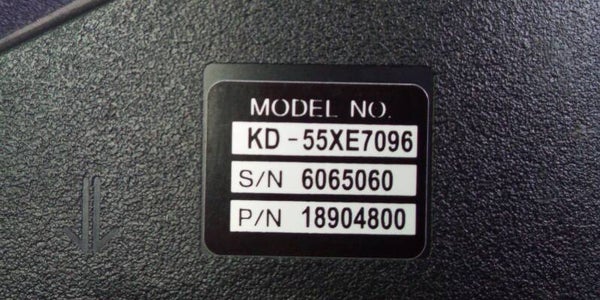 MODEL NO.
KD-55XE7096
S/N 6065060
P/N 18904800